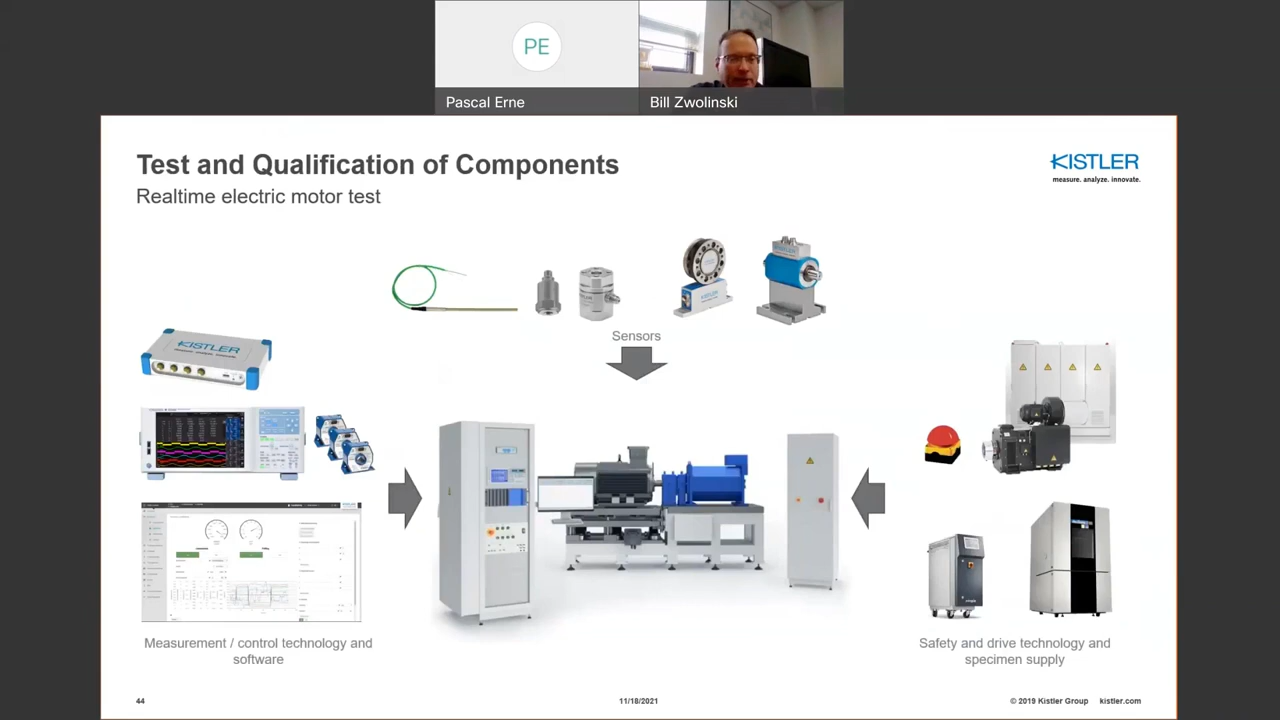 PE
Pascal Erne
Bill Zwolinski
Test and Qualification of Components
Realtime electric motor test
KISTLER
measure. analyze. innovate.
Sensors
KISTLER
Measurement / control technology and
software
Safety and drive technology and
specimen supply
44
11/18/2021
© 2019 Kistler Group
kistler.com